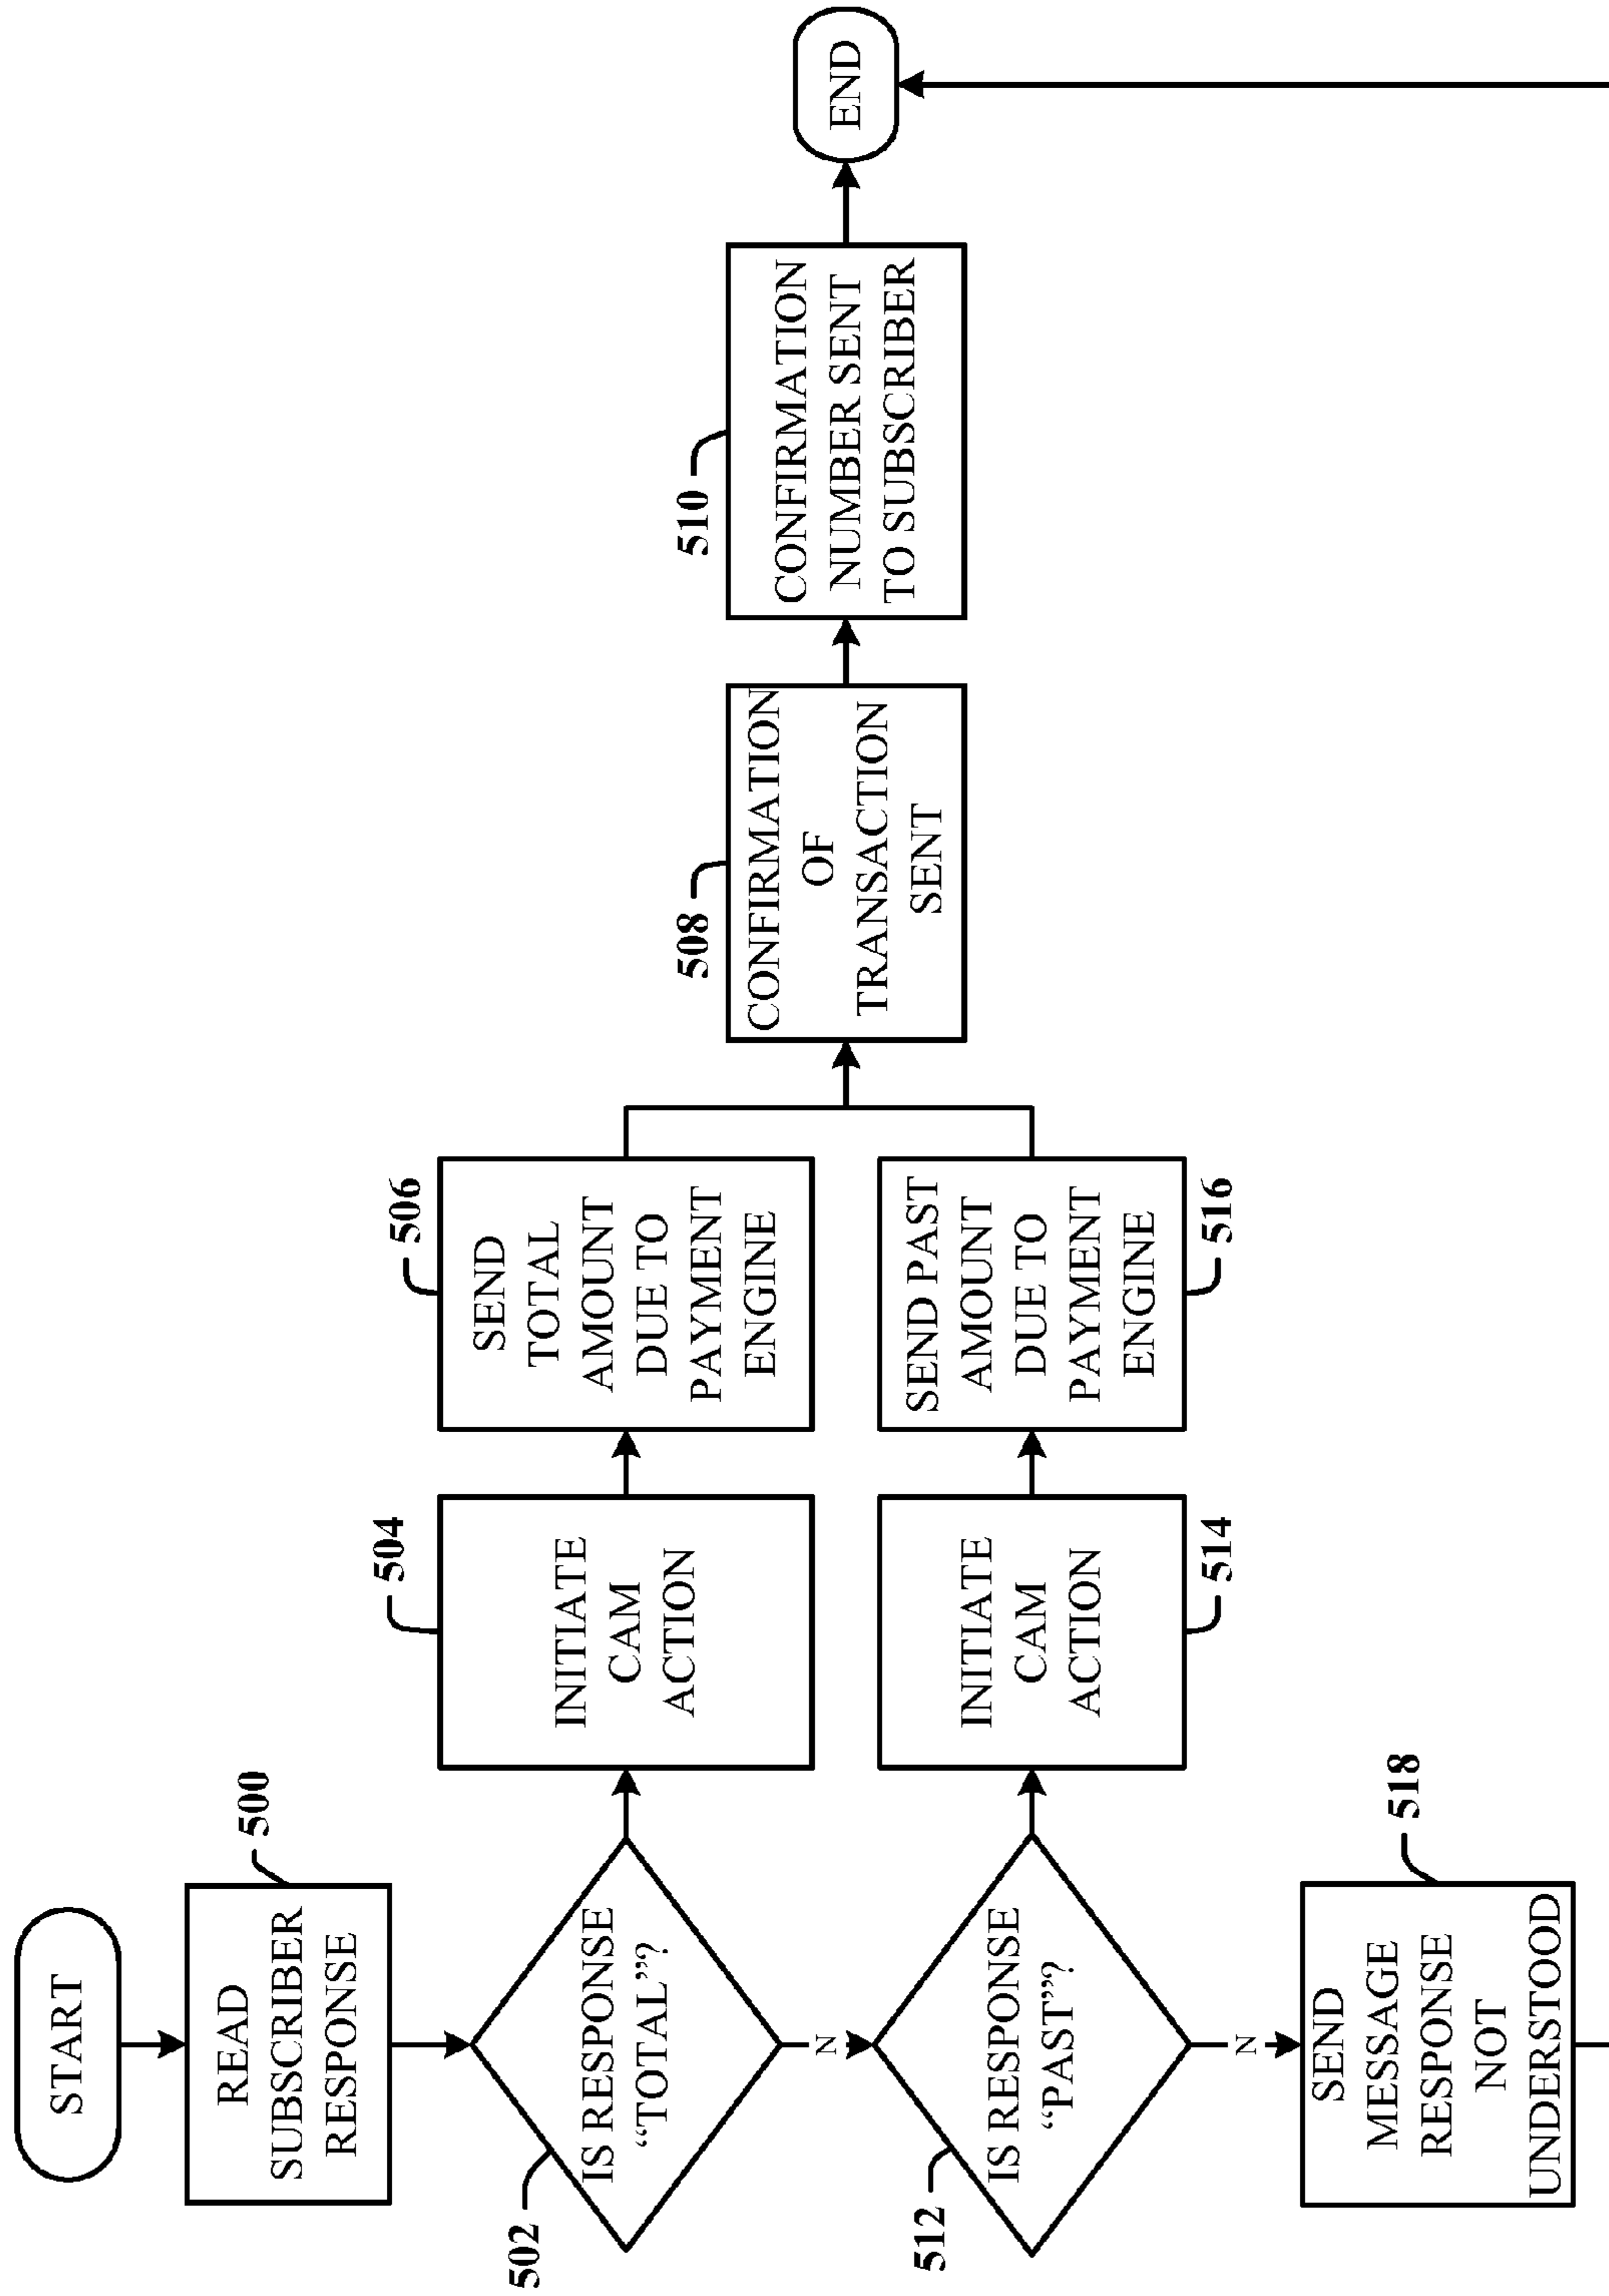 START
500
READ
SUBSCRIBER
RESPONSE
502
IS RESPONSE
“TOTAL”?
504
INITIATE
CAM
ACTION
506
SEND
TOTAL
AMOUNT
DUE TO
PAYMENT
ENGINE
508
CONFIRMATION
OF
TRANSACTION
SENT
510
CONFIRMATION
NUMBER SENT
TO SUBSCRIBER
END
N
512
IS RESPONSE
“PAST”?
INITIATE
CAM
ACTION
514
SEND PAST
AMOUNT
DUE TO
PAYMENT
ENGINE
516
N
518
SEND
MESSAGE
RESPONSE
NOT
UNDERSTOOD